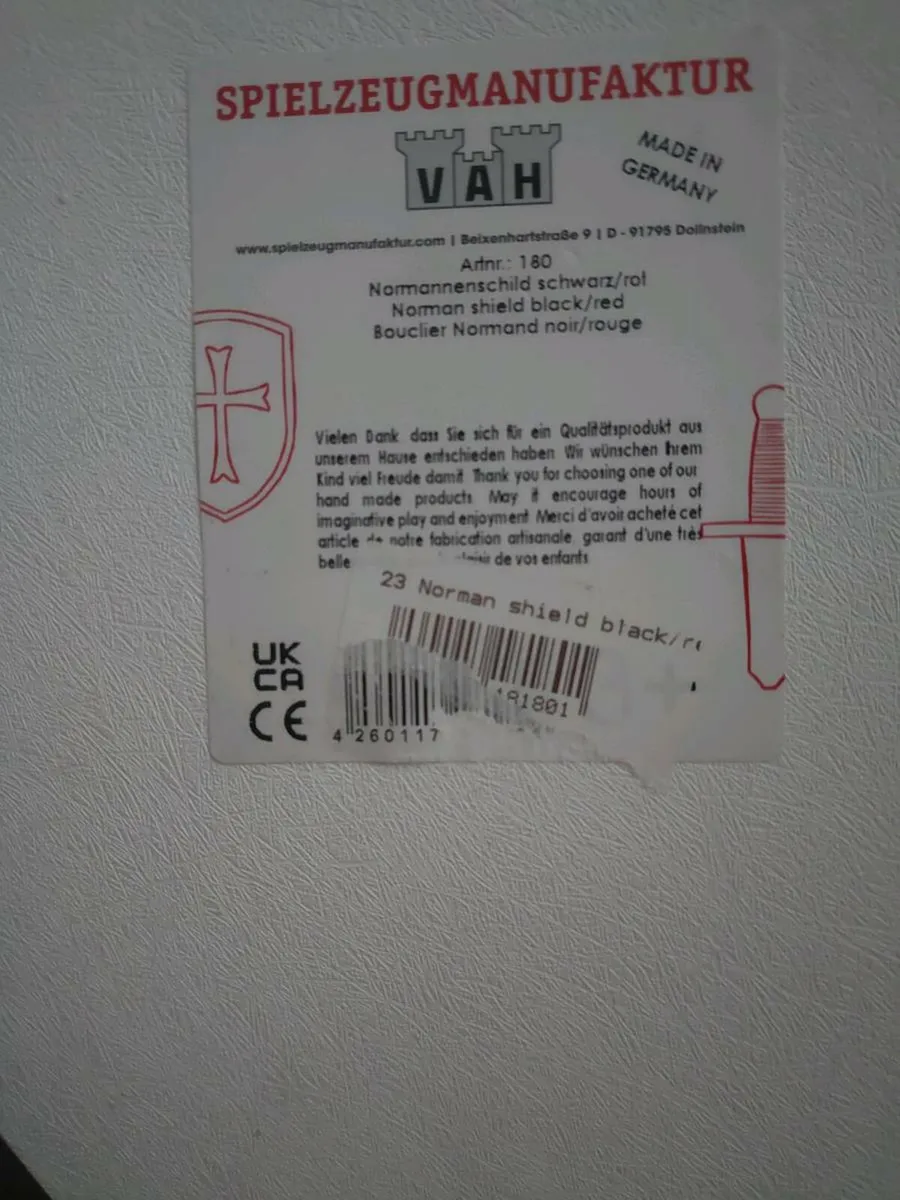 SPIELZEUGMANUFAKTUR
VAH
MADE IN
GERMANY
www.spielzeugmanufaktur.com | Beixenhartstraße 9 | D - 91795 Dollnstein
Artnr.: 180
Normannenschild schwarz/rot
Norman shield black/red
Bouclier Normand noir/rouge
Vielen Dank dass Sie sich für ein Qualitätsprodukt aus
unserem Hause entschieden haben Wir wünschen Ihrem
Kind viel Freude damit Thank you for choosing one of our
hand made products May it encourage hours of
imaginative play and enjoyment Merci d'avoir acheté cet
article de notre fabrication artisanale, garant d'une très
belle de vos enfants
23 Norman shield black/re
181801
UK
CA
CE
4 260117